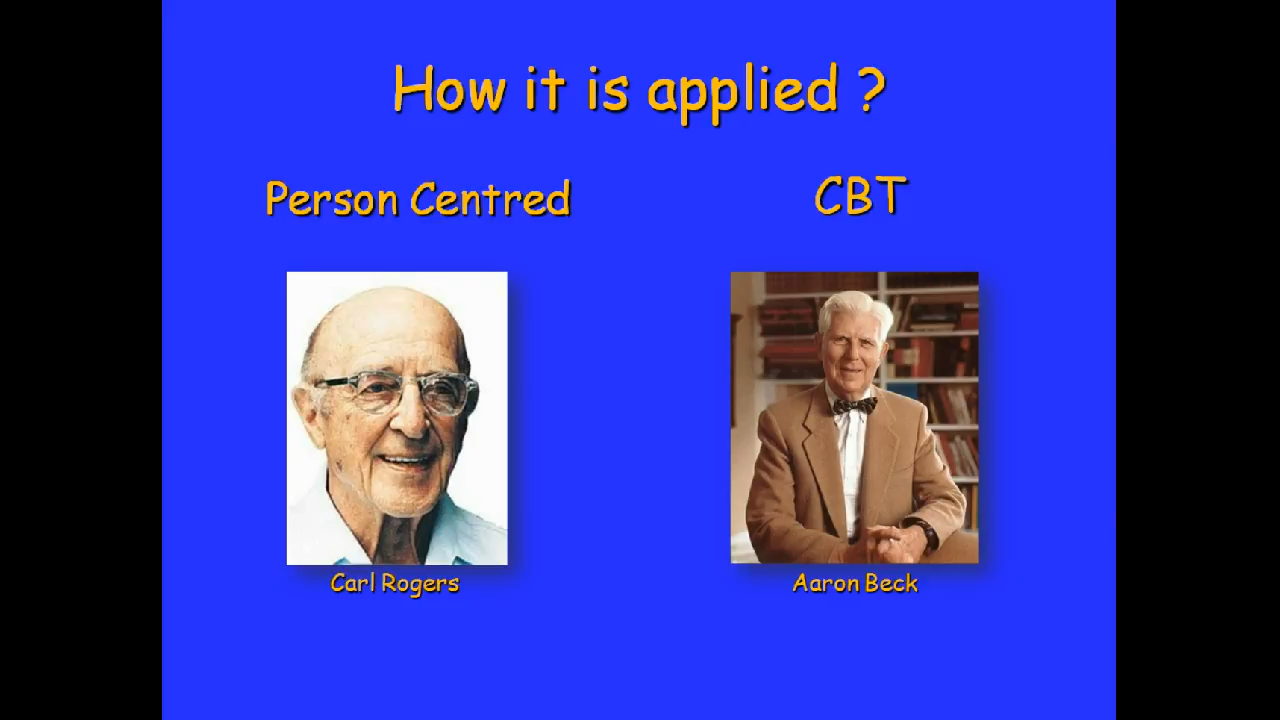 How it is applied ?
Person Centred
CBT
Carl Rogers
Aaron Beck